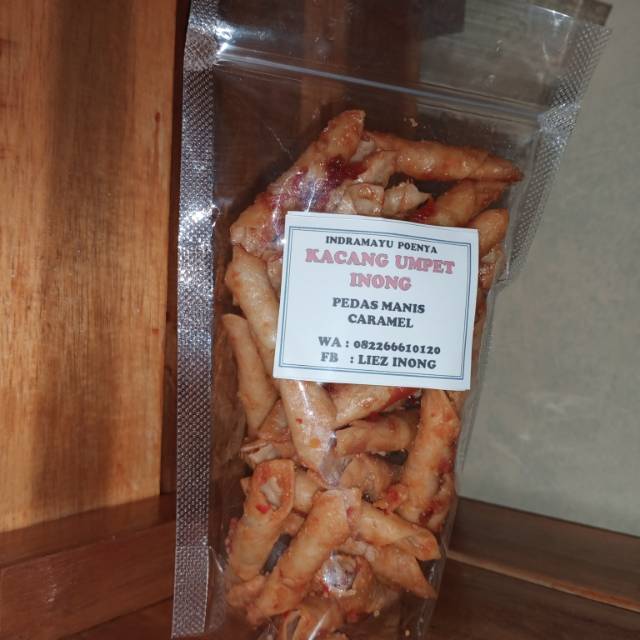 INDRAMAYU POENYA
KACANG UMPET
INONG
PEDAS MANIS
CARAMEL
WA : 082266610120
FB : LIEZ INONG